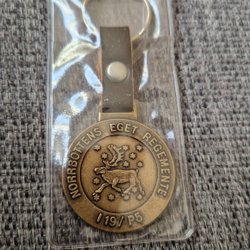 NORRBOTTENS EGET REGEMENTE
I 19/P5